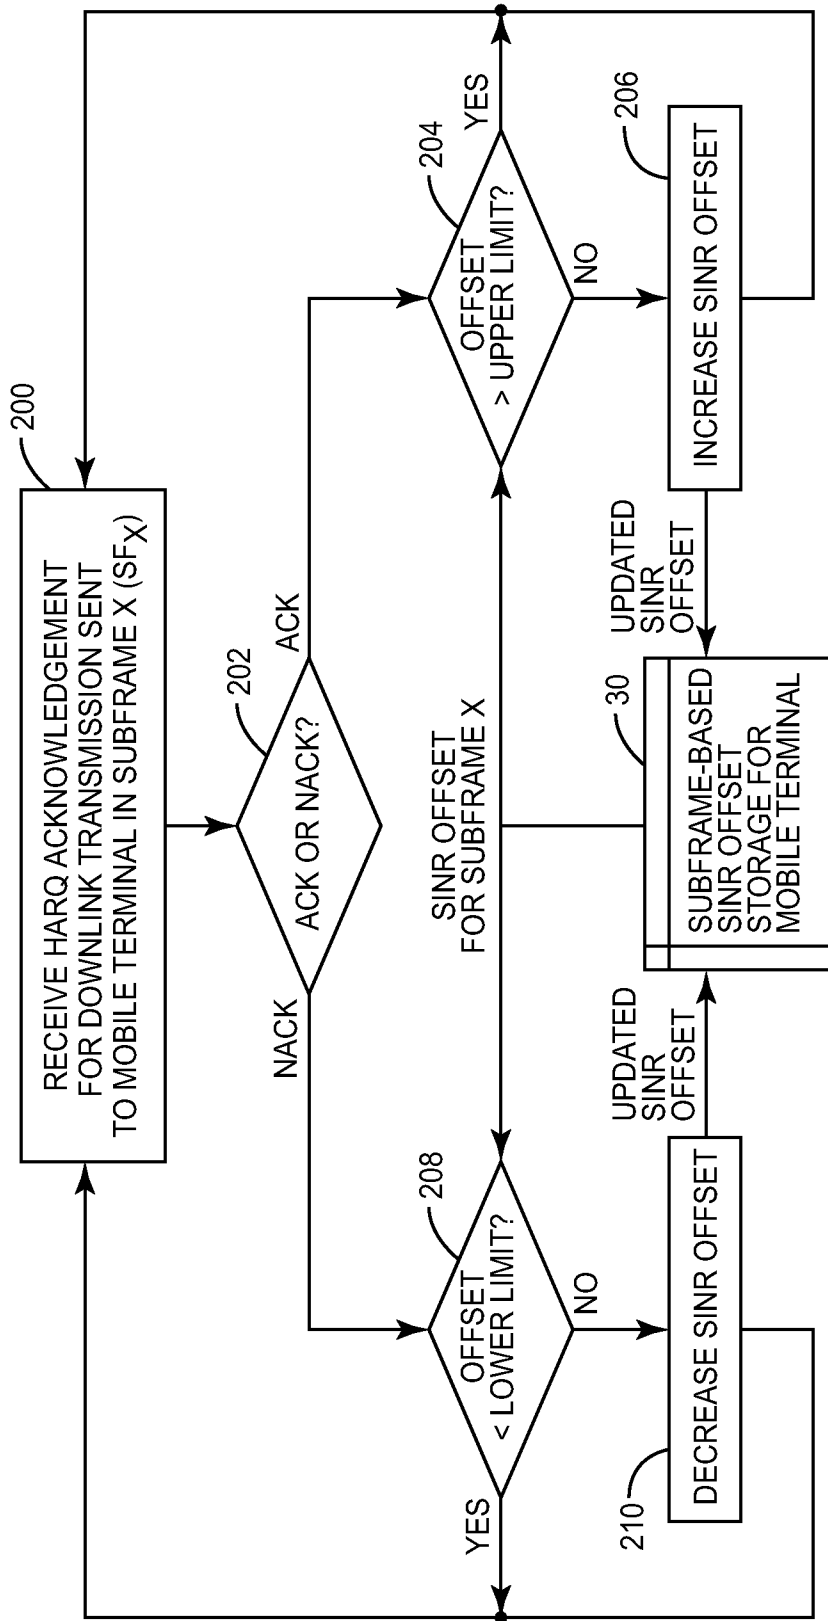 200
RECEIVE HARQ ACKNOWLEDGEMENT
FOR DOWNLINK TRANSMISSION SENT
TO MOBILE TERMINAL IN SUBFRAME X (SFX)
202
ACK OR NACK?
NACK
ACK
208
OFFSET
< LOWER LIMIT?
YES
NO
SINR OFFSET
FOR SUBFRAME X
204
OFFSET
> UPPER LIMIT?
YES
NO
210
DECREASE SINR OFFSET
UPDATED
SINR
OFFSET
30
SUBFRAME-BASED
SINR OFFSET
STORAGE FOR
MOBILE TERMINAL
UPDATED
SINR
OFFSET
206
INCREASE SINR OFFSET